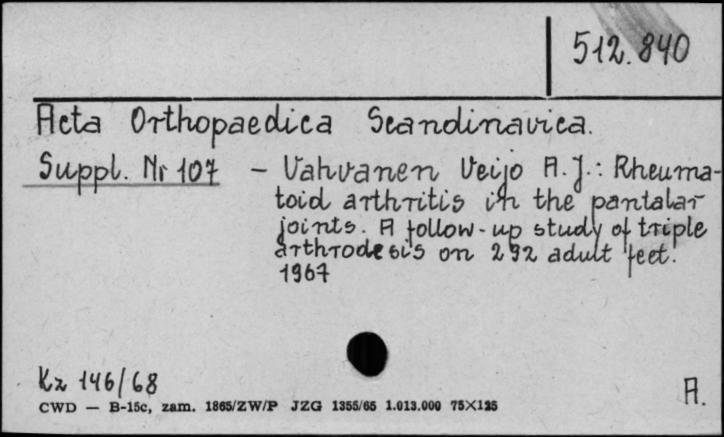 512.840
Acta Orthopaedica Scandinavica.
Suppl. Nr 107 - Vahvanen Veijo A.J.: Rheuma-
toid arthritis in the pantalar
joints. A follow-up study of triple
arthrodesis on 292 adult feet.
1967
Kz 146/68
A.
CWD — B-15c, zam. 1865/ZW/P JZG 1355/65 1.013.000 75X125